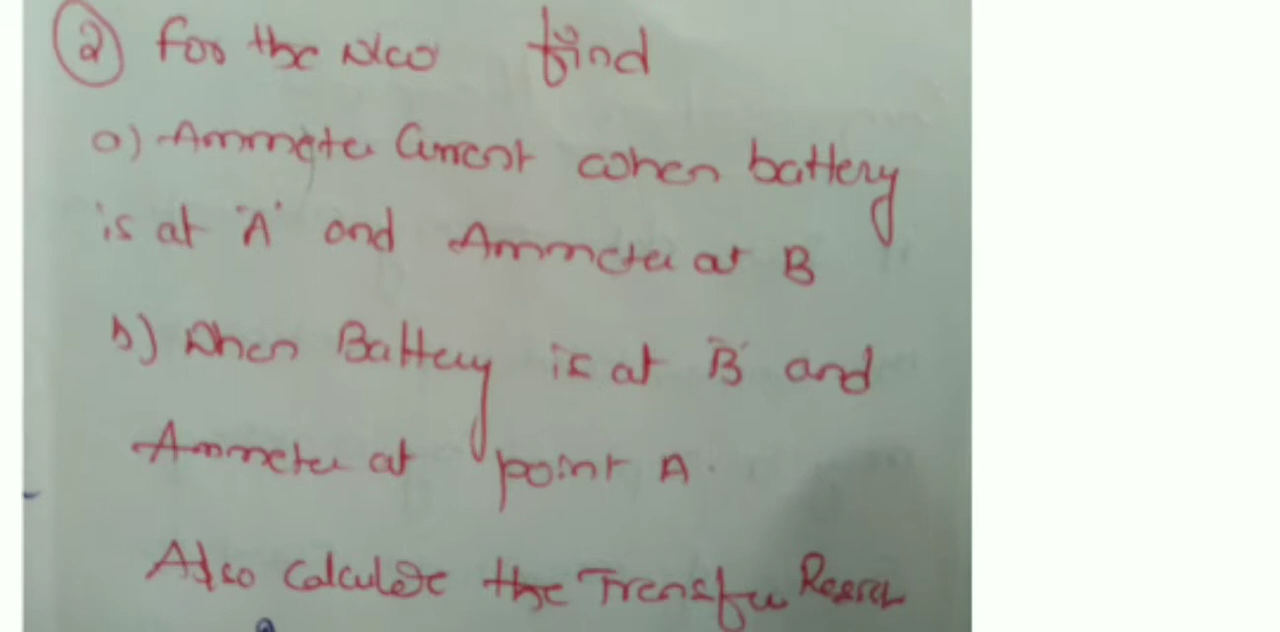 ② For the N/w find
a) Ammeter Current when battery
is at 'A' and Ammeter at B
b) When Battery is at 'B' and
Ammeter at point A.
Also calculate the Transfer